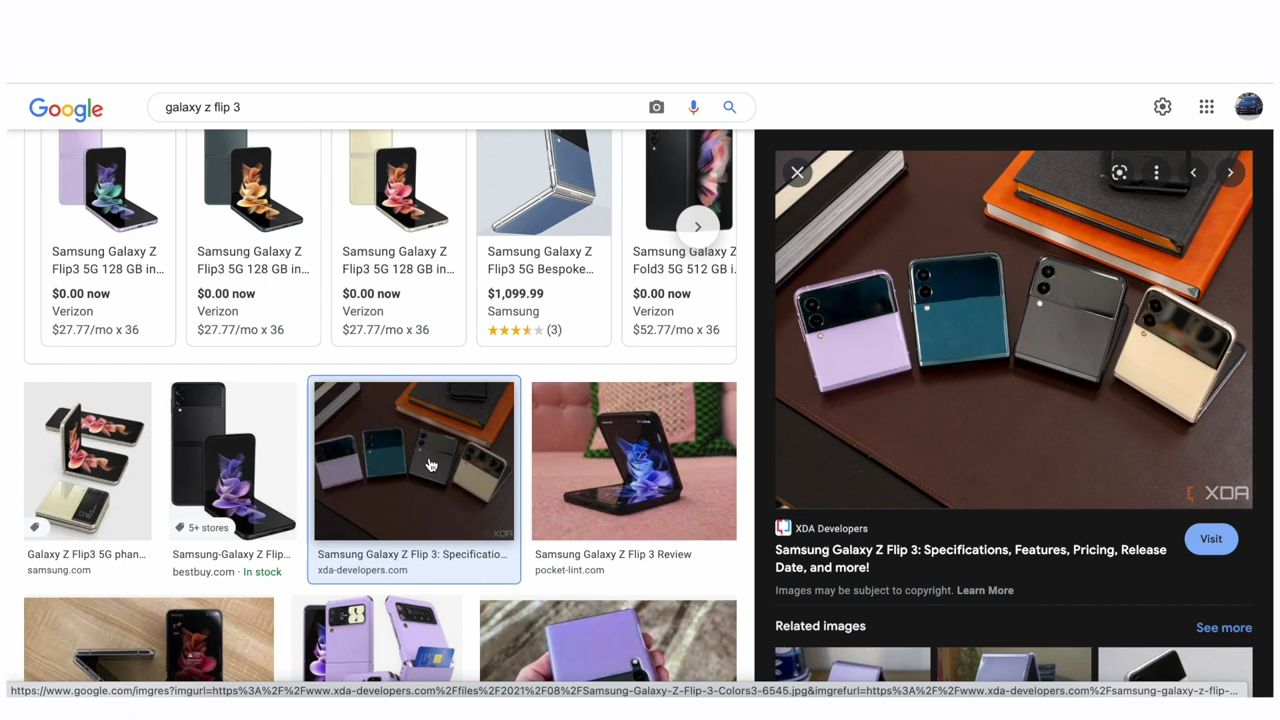 Google
galaxy z flip 3
Samsung Galaxy Z
Flip3 5G 128 GB in...
$0.00 now
Verizon
$27.77/mo x 36
Samsung Galaxy Z
Flip3 5G 128 GB in...
$0.00 now
Verizon
$27.77/mo x 36
Samsung Galaxy Z
Flip3 5G 128 GB in...
$0.00 now
Verizon
$27.77/mo x 36
Samsung Galaxy Z
Flip3 5G Bespoke...
$1,099.99
Samsung
(3)
Samsung Galaxy Z
Fold3 5G 512 GB i...
$0.00 now
Verizon
$52.77/mo x 36
Galaxy Z Flip3 5G phan...
samsung.com
5+ stores
Samsung-Galaxy Z Flip...
bestbuy.com · In stock
XDA
Samsung Galaxy Z Flip 3: Specificatio...
xda-developers.com
Samsung Galaxy Z Flip 3 Review
pocket-lint.com
XDA
XDA Developers
Samsung Galaxy Z Flip 3: Specifications, Features, Pricing, Release
Date, and more!
Visit
Images may be subject to copyright. Learn More
Related images
See more
https://www.google.com/imgres?imgurl=https%3A%2F%2Fwww.xda-developers.com%2Ffiles%2F2021%2F08%2FSamsung-Galaxy-Z-Flip-3-Colors3-6545.jpg&imgrefurl=https%3A%2F%2Fwww.xda-developers.com%2Fsamsung-galaxy-z-flip-...